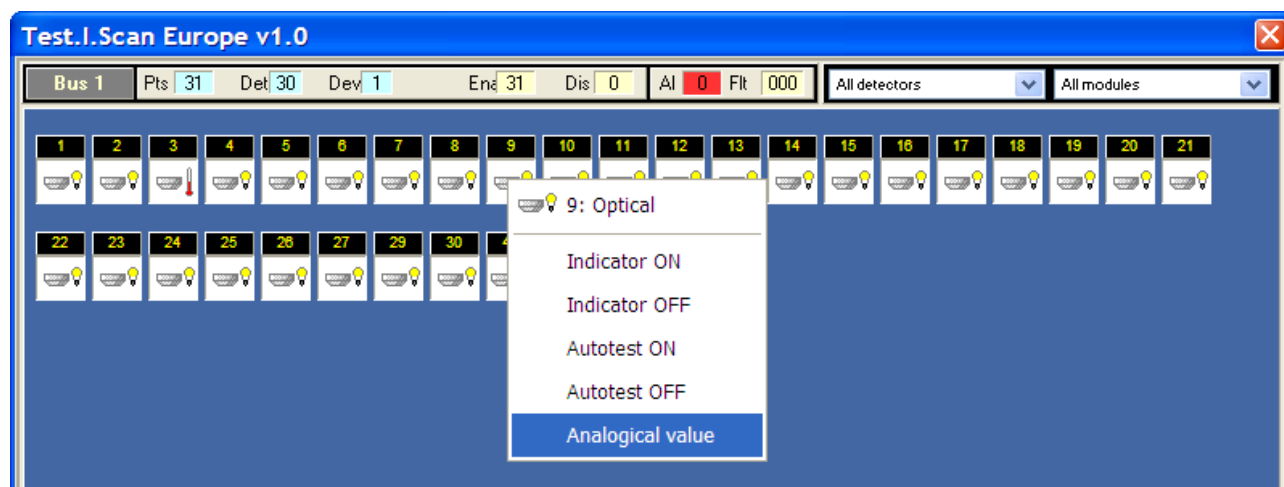 Test.I.Scan Europe v1.0
Bus 1 Pts 31 Det 30 Dev 1 Ena 31 Dis 0 Al 0 Flt 000 All detectors All modules
1 2 3 4 5 6 7 8 9 10 11 12 13 14 15 16 17 18 19 20 21
9: Optical
22 23 24 25 26 27 29 30
Indicator ON
Indicator OFF
Autotest ON
Autotest OFF
Analogical value